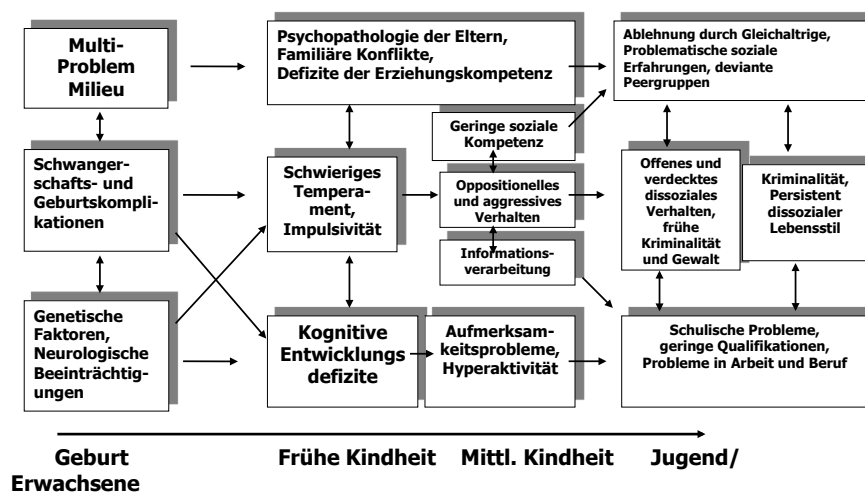 Multi-
Problem
Milieu
Psychopathologie der Eltern,
Familiäre Konflikte,
Defizite der Erziehungskompetenz
Ablehnung durch Gleichaltrige,
Problematische soziale
Erfahrungen, deviante
Peergruppen
Geringe soziale
Kompetenz
Schwanger-
schafts- und
Geburtskompli-
kationen
Schwieriges
Tempera-
ment,
Impulsivität
Oppositionelles
und aggressives
Verhalten
Offenes und
verdecktes
dissoziales
Verhalten,
frühe
Kriminalität
und Gewalt
Kriminalität,
Persistent
dissozialer
Lebensstil
Informations-
verarbeitung
Genetische
Faktoren,
Neurologische
Beeinträchtig-
ungen
Kognitive
Entwicklungs
defizite
Aufmerksam-
keitsprobleme,
Hyperaktivität
Schulische Probleme,
geringe Qualifikationen,
Probleme in Arbeit und Beruf
Geburt Frühe Kindheit Mittl. Kindheit Jugend/
Erwachsene